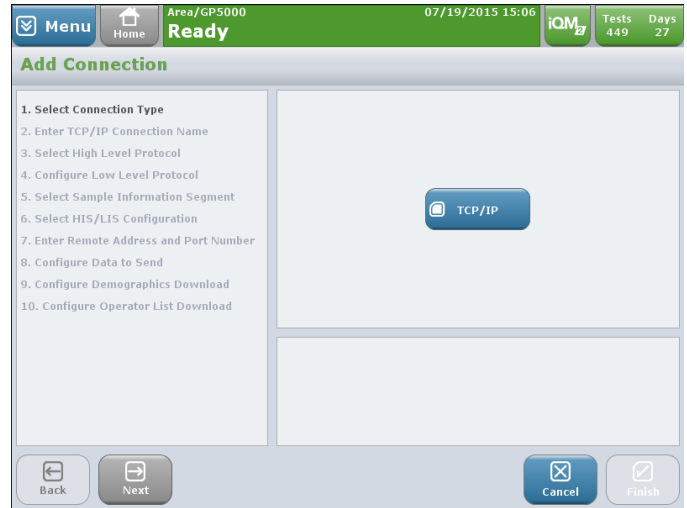 Menu
Home
Area/GP5000
Ready
07/19/2015 15:06
iQM2
Tests Days
449 27
Add Connection
1. Select Connection Type
2. Enter TCP/IP Connection Name
3. Select High Level Protocol
4. Configure Low Level Protocol
5. Select Sample Information Segment
6. Select HIS/LIS Configuration
7. Enter Remote Address and Port Number
8. Configure Data to Send
9. Configure Demographics Download
10. Configure Operator List Download
TCP/IP
Back
Next
Cancel
Finish